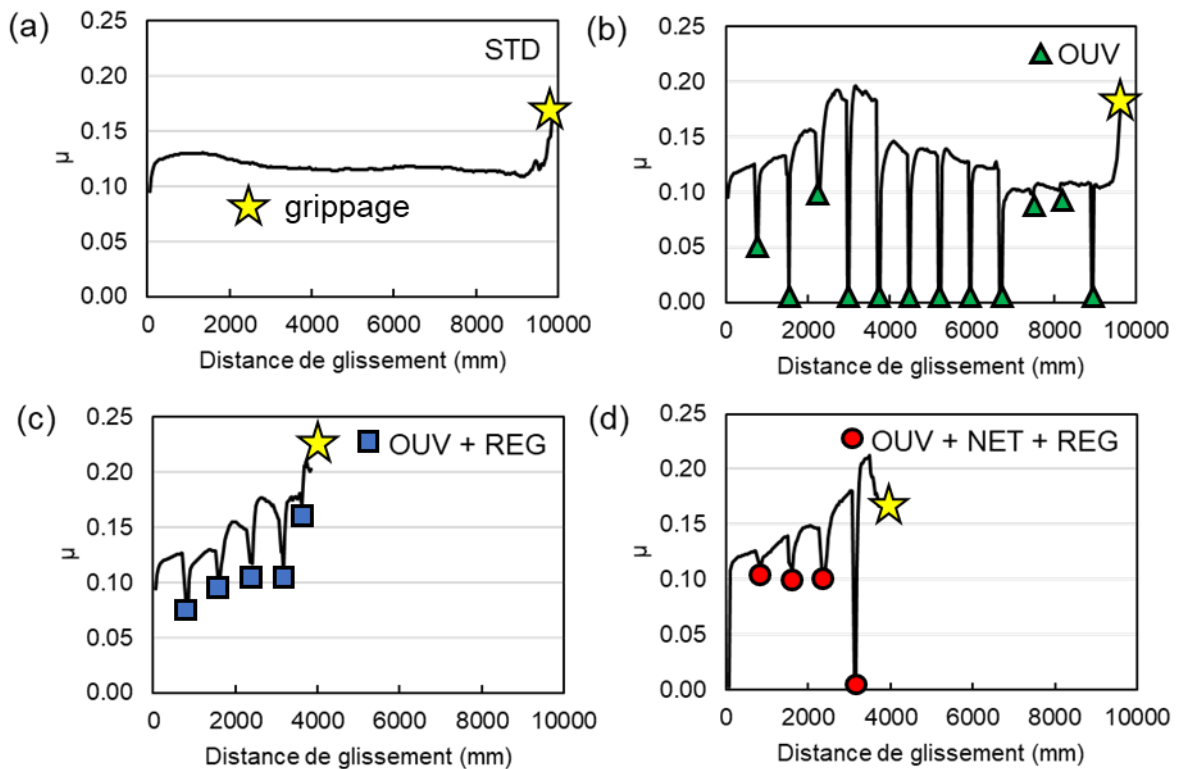 (a)
0.25
STD
0.20
0.15
µ
0.10
grippage
0.05
0.00
0 2000 4000 6000 8000 10000
Distance de glissement (mm)
(b)
0.25
OUV
0.20
0.15
µ
0.10
0.05
0.00
0 2000 4000 6000 8000 10000
Distance de glissement (mm)
(c)
0.25
OUV + REG
0.20
0.15
µ
0.10
0.05
0.00
0 2000 4000 6000 8000 10000
Distance de glissement (mm)
(d)
0.25
OUV + NET + REG
0.20
0.15
µ
0.10
0.05
0.00
0 2000 4000 6000 8000 10000
Distance de glissement (mm)